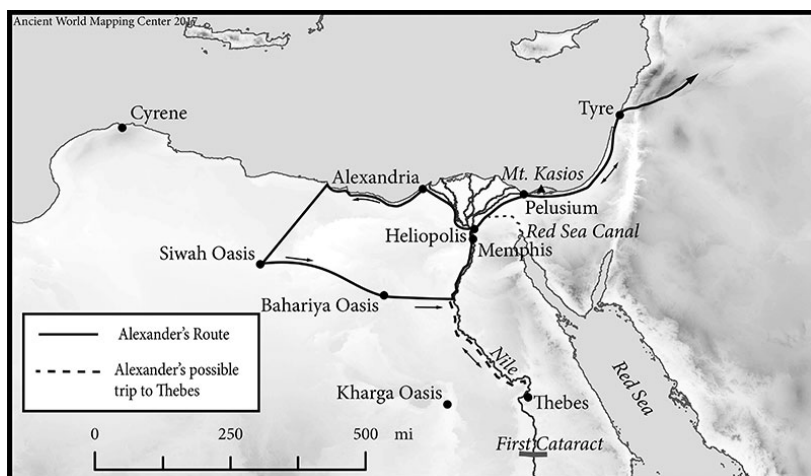 Ancient World Mapping Center 2017
Cyrene
Tyre
Alexandria
Mt. Kasios
Pelusium
Heliopolis
Red Sea Canal
Memphis
Siwah Oasis
Bahariya Oasis
Alexander's Route
Alexander's possible
trip to Thebes
Nile
Red Sea
Kharga Oasis
Thebes
First Cataract
0 250 500 mi